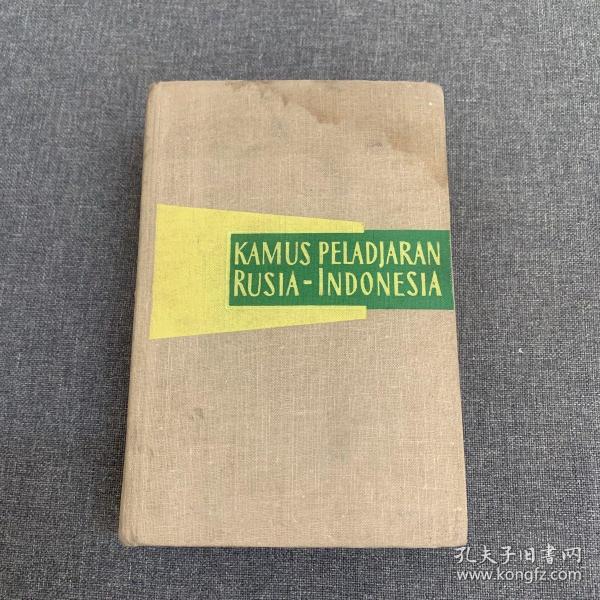 KAMUS PELADJARAN
RUSIA-INDONESIA
孔夫子旧书网
www.kongfz.com